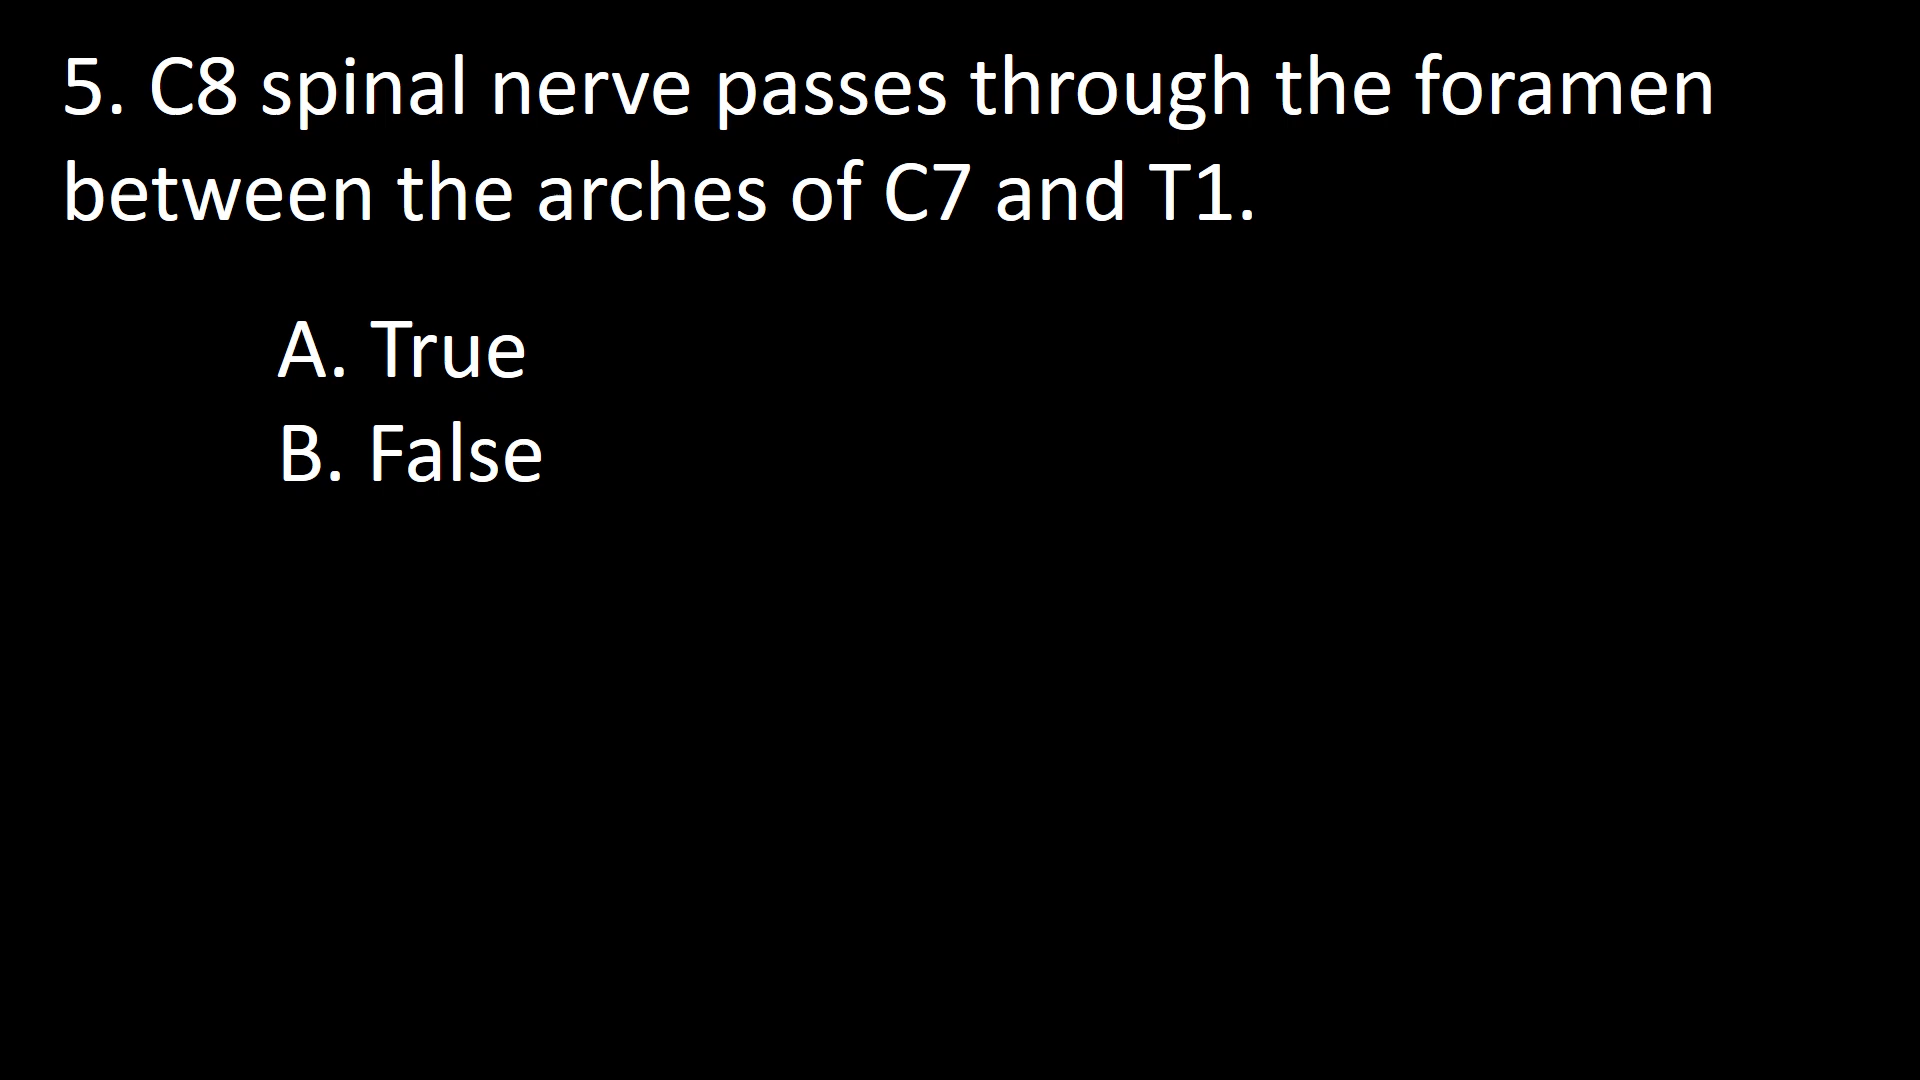 5. C8 spinal nerve passes through the foramen
between the arches of C7 and T1.
A. True
B. False